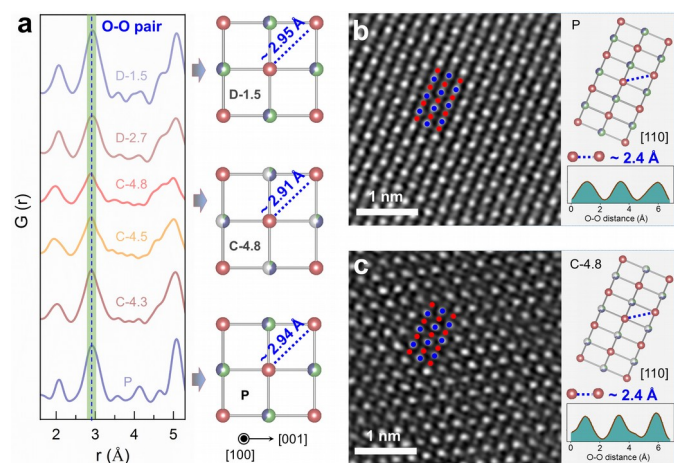 a
O-O pair
D-1.5
D-2.7
C-4.8
C-4.5
C-4.3
P
G (r)
2
3
4
5
r (Å)
~ 2.95 Å
D-1.5
~ 2.91 Å
C-4.8
~ 2.94 Å
P
[001]
[100]
b
1 nm
P
[110]
~ 2.4 Å
0
2
4
6
O-O distance (Å)
c
1 nm
C-4.8
[110]
~ 2.4 Å
0
2
4
6
O-O distance (Å)